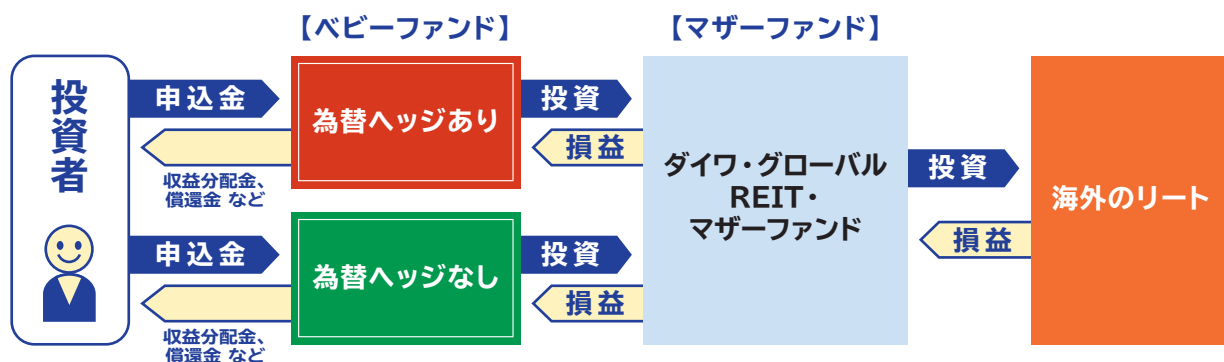 【ベビーファンド】
【マザーファンド】
投資者
申込金
収益分配金、
償還金 など
為替ヘッジあり
投資
損益
申込金
収益分配金、
償還金 など
為替ヘッジなし
投資
損益
ダイワ・グローバル
REIT・
マザーファンド
投資
損益
海外のリート